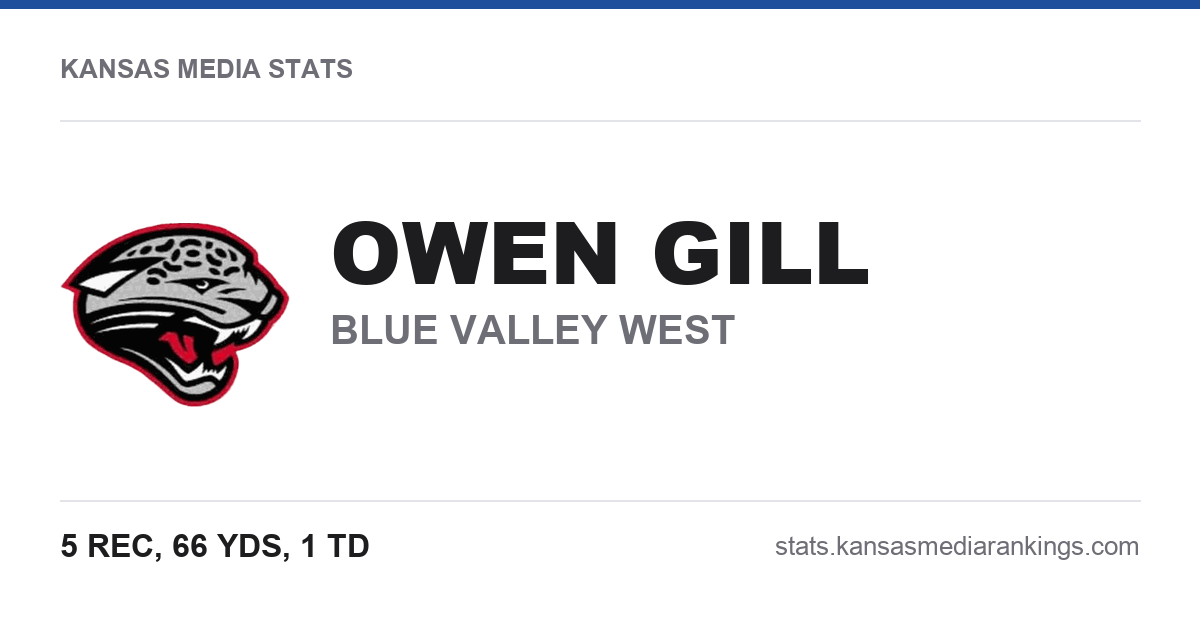 KANSAS MEDIA STATS
OWEN GILL
BLUE VALLEY WEST
5 REC, 66 YDS, 1 TD
stats.kansasmediarankings.com